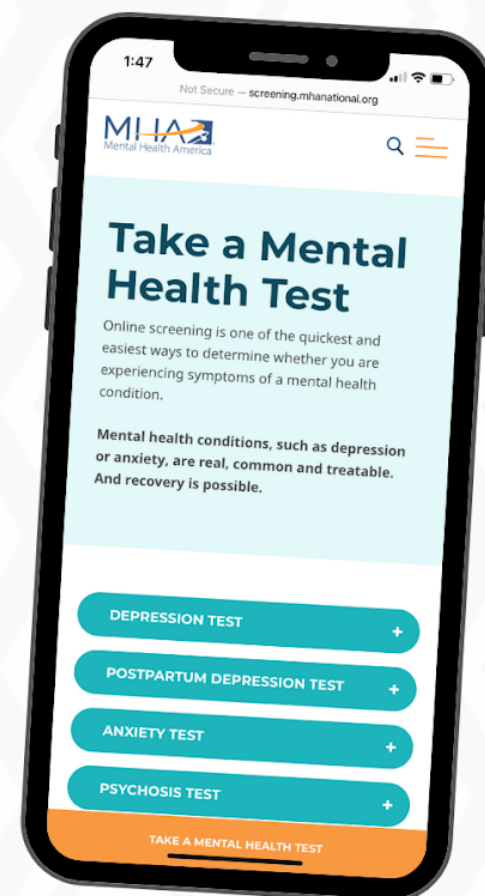 1:47
Not Secure — screening.mhanational.org
MHA
Mental Health America
Take a Mental
Health Test
Online screening is one of the quickest and
easiest ways to determine whether you are
experiencing symptoms of a mental health
condition.
Mental health conditions, such as depression
or anxiety, are real, common and treatable.
And recovery is possible.
DEPRESSION TEST +
POSTPARTUM DEPRESSION TEST +
ANXIETY TEST +
PSYCHOSIS TEST +
TAKE A MENTAL HEALTH TEST